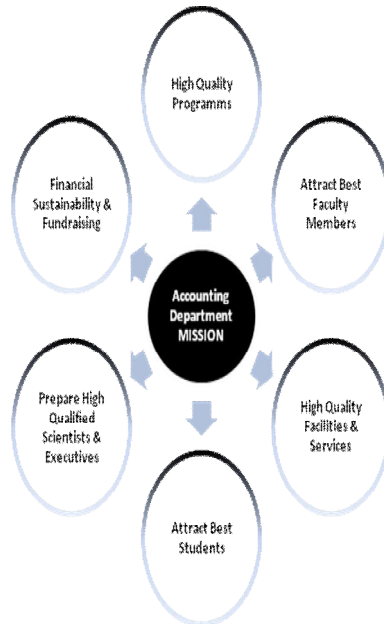 High Quality
Programms
Financial
Sustainability &
Fundraising
Attract Best
Faculty
Members
Accounting
Department
MISSION
Prepare High
Qualified
Scientists &
Executives
High Quality
Facilities &
Services
Attract Best
Students